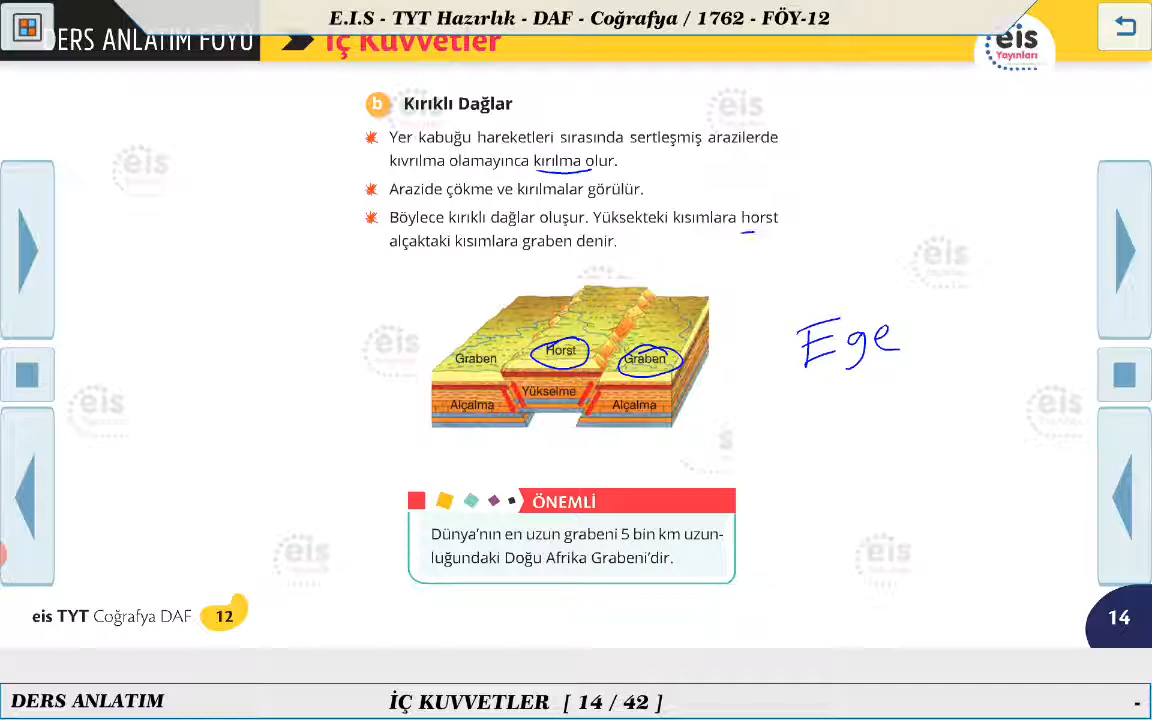 E.I.S - TYT Hazırlık - DAF - Coğrafya / 1762 - FÖY-12
DERS ANLATIM FÖYÜ
İç Kuvvetler
eis
Yayınları
b Kırıklı Dağlar
Yer kabuğu hareketleri sırasında sertleşmiş arazilerde
kıvrılma olamayınca kırılma olur.
Arazide çökme ve kırılmalar görülür.
Böylece kırıklı dağlar oluşur. Yüksekteki kısımlara horst
alçaktaki kısımlara graben denir.
Graben
Horst
Graben
Alçalma
Yükselme
Alçalma
Ege
ÖNEMLİ
Dünya'nın en uzun grabeni 5 bin km uzun-
luğundaki Doğu Afrika Grabeni'dir.
eis TYT Coğrafya DAF 12
14
DERS ANLATIM
İÇ KUVVETLER [ 14 / 42 ]
-